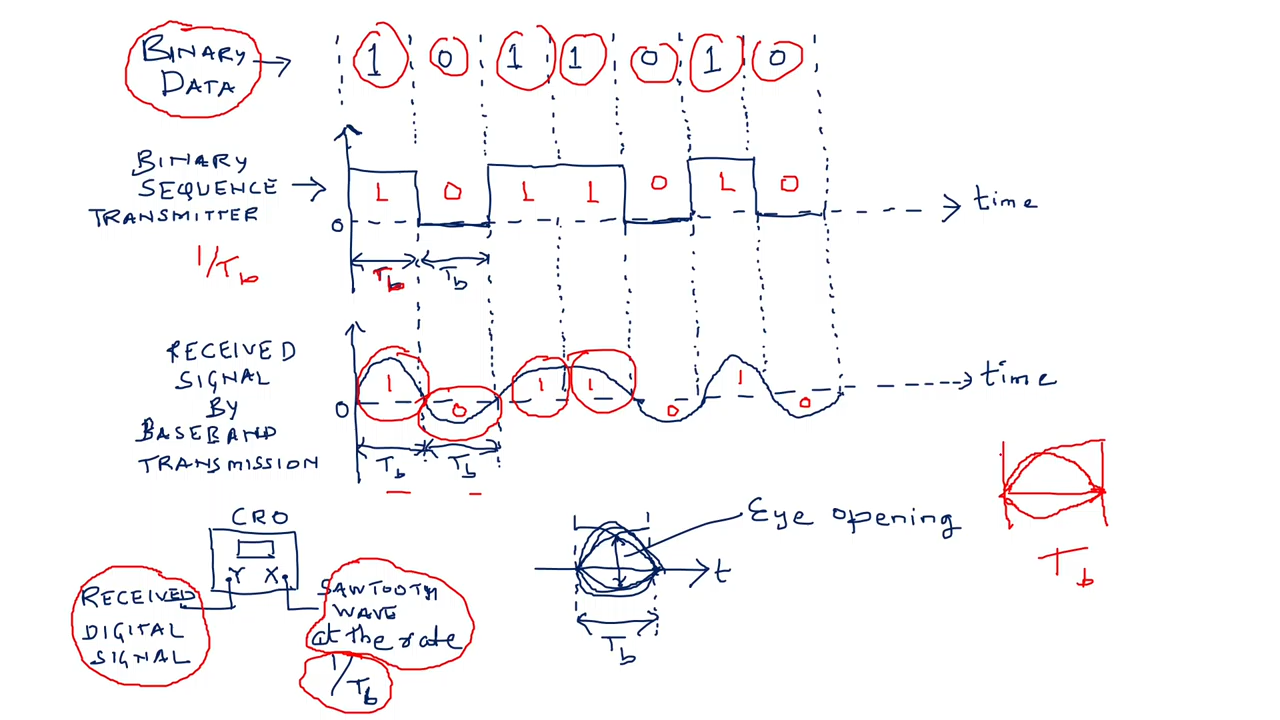 BINARY
DATA
1 0 1 1 0 1 0
BINARY
SEQUENCE
TRANSMITTER
1/Tb
1 0 1 1 0 1 0
0
time
Tb Tb
RECEIVED
SIGNAL
BY
BASEBAND
TRANSMISSION
1 0 1 1 0 1 0
0
time
Tb Tb
CRO
Y X
RECEIVED
DIGITAL
SIGNAL
SAWTOOTH
WAVE
at the rate
1/Tb
Eye opening
t
Tb
Tb